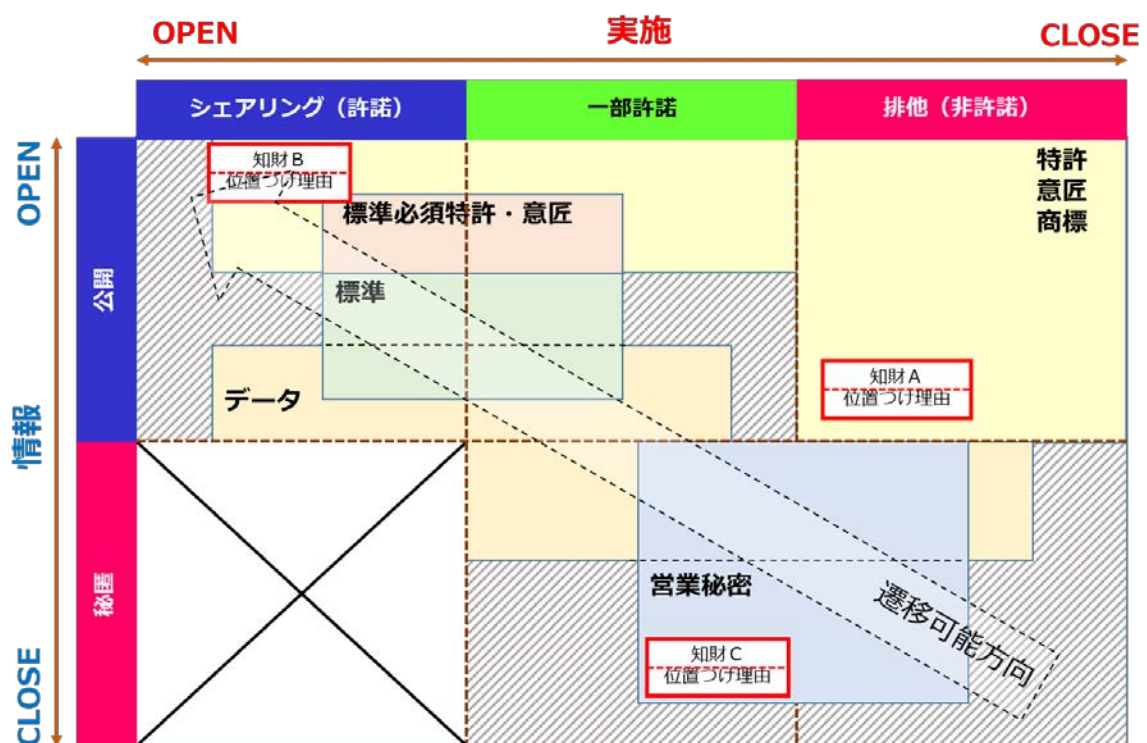 OPEN
実施
CLOSE
シェアリング（許諾）
一部許諾
排他（非許諾）
OPEN
情報
CLOSE
公開
秘匿
知財B
位置づけ理由
特許
意匠
商標
標準必須特許・意匠
標準
データ
知財A
位置づけ理由
営業秘密
知財C
位置づけ理由
遷移可能方向